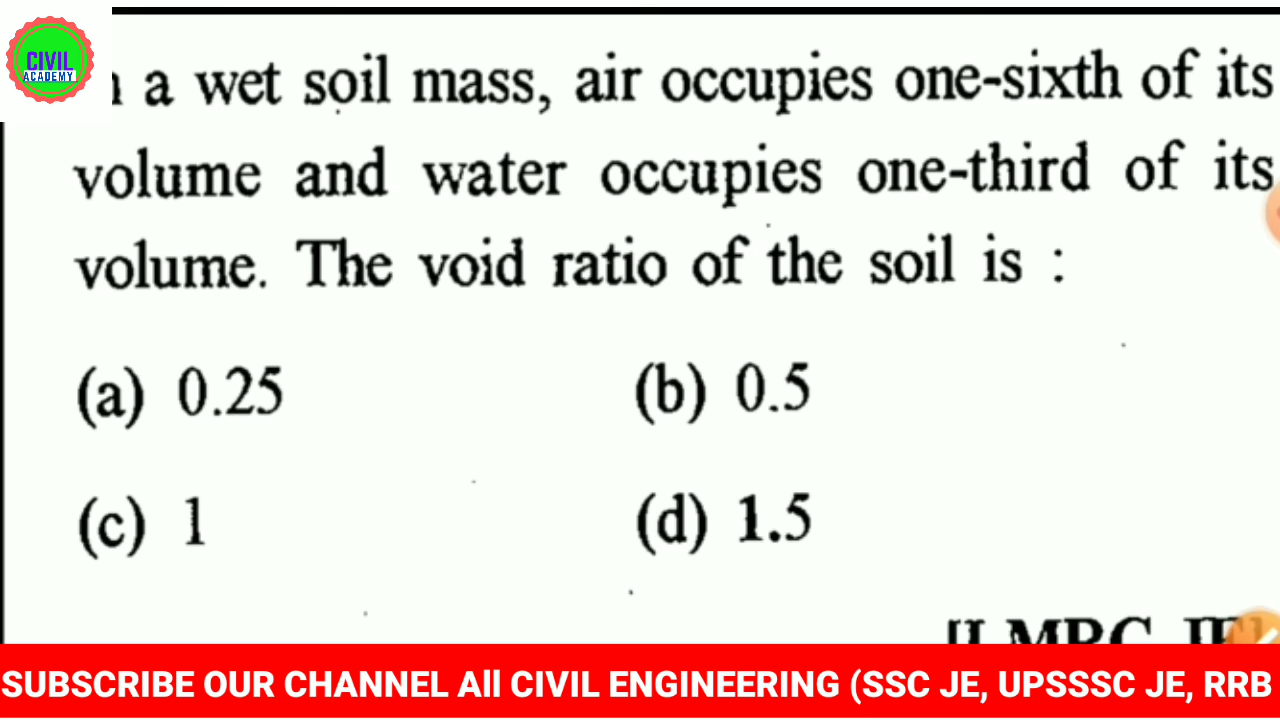 CIVIL
ACADEMY
a wet soil mass, air occupies one-sixth of its
volume and water occupies one-third of its
volume. The void ratio of the soil is :
(a) 0.25 (b) 0.5
(c) 1 (d) 1.5
SUBSCRIBE OUR CHANNEL All CIVIL ENGINEERING (SSC JE, UPSSSC JE, RRB